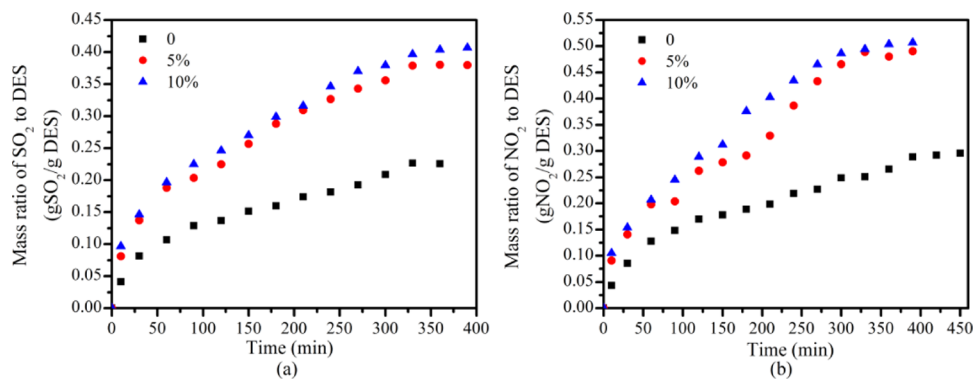 0.45
0.40
0.35
0.30
0.25
0.20
0.15
0.10
0.05
0.00
Mass ratio of SO2 to DES
(gSO2/g DES)
0
5%
10%
0 50 100 150 200 250 300 350 400
Time (min)
(a)
0.55
0.50
0.45
0.40
0.35
0.30
0.25
0.20
0.15
0.10
0.05
0.00
Mass ratio of NO2 to DES
(gNO2/g DES)
0
5%
10%
0 50 100 150 200 250 300 350 400 450
Time (min)
(b)